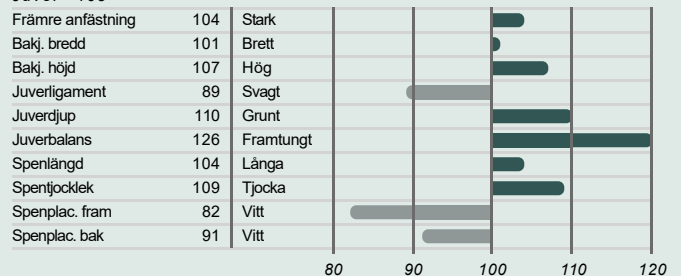 Främre anfästning 104 Stark
Bakj. bredd 101 Brett
Bakj. höjd 107 Hög
Juverligament 89 Svagt
Juverdjup 110 Grunt
Juverbalans 126 Framtungt
Spenlängd 104 Långa
Spentjocklek 109 Tjocka
Spenplac. fram 82 Vitt
Spenplac. bak 91 Vitt
80 90 100 110 120